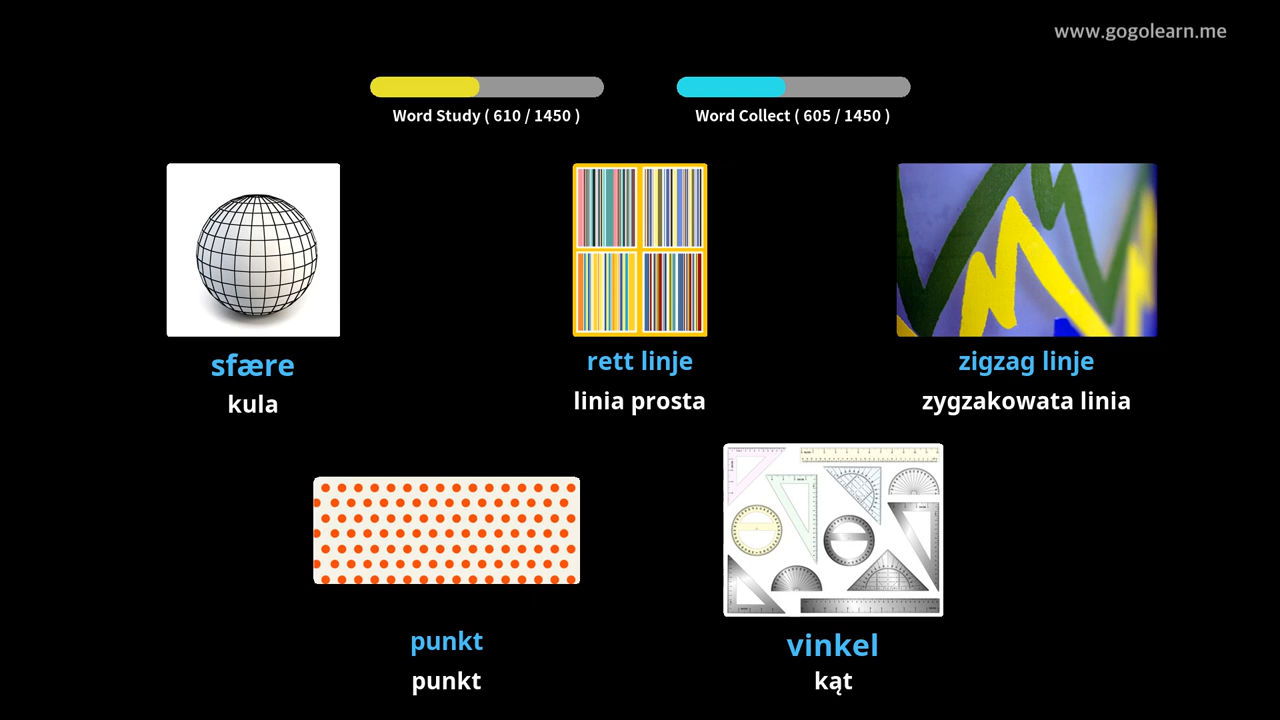 www.gogolearn.me
Word Study ( 610 / 1450 )
Word Collect ( 605 / 1450 )
sfære
rett linje
zigzag linje
kula
linia prosta
zygzakowata linia
punkt
vinkel
punkt
kąt